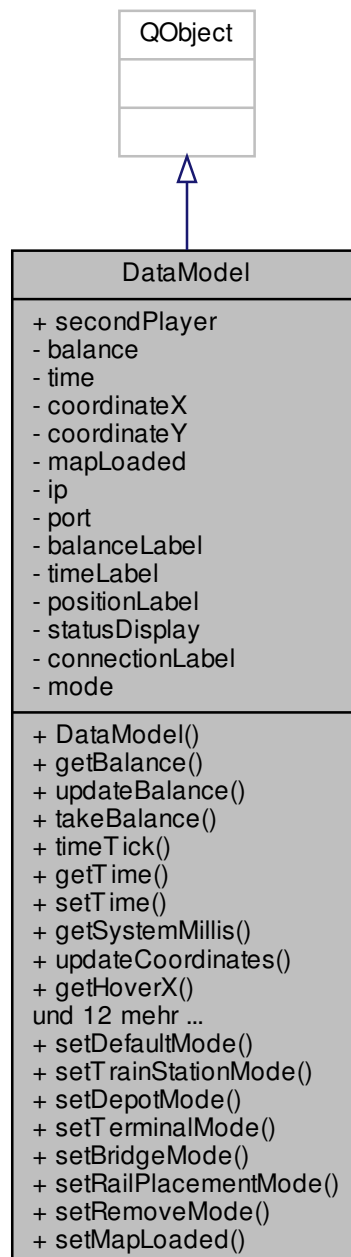 QObject
DataModel
+ secondPlayer
- balance
- time
- coordinateX
- coordinateY
- mapLoaded
- ip
- port
- balanceLabel
- timeLabel
- positionLabel
- statusDisplay
- connectionLabel
- mode
+ DataModel()
+ getBalance()
+ updateBalance()
+ takeBalance()
+ timeTick()
+ getTime()
+ setTime()
+ getSystemMillis()
+ updateCoordinates()
+ getHoverX()
und 12 mehr ...
+ setDefaultMode()
+ setTrainStationMode()
+ setDepotMode()
+ setTerminalMode()
+ setBridgeMode()
+ setRailPlacementMode()
+ setRemoveMode()
+ setMapLoaded()